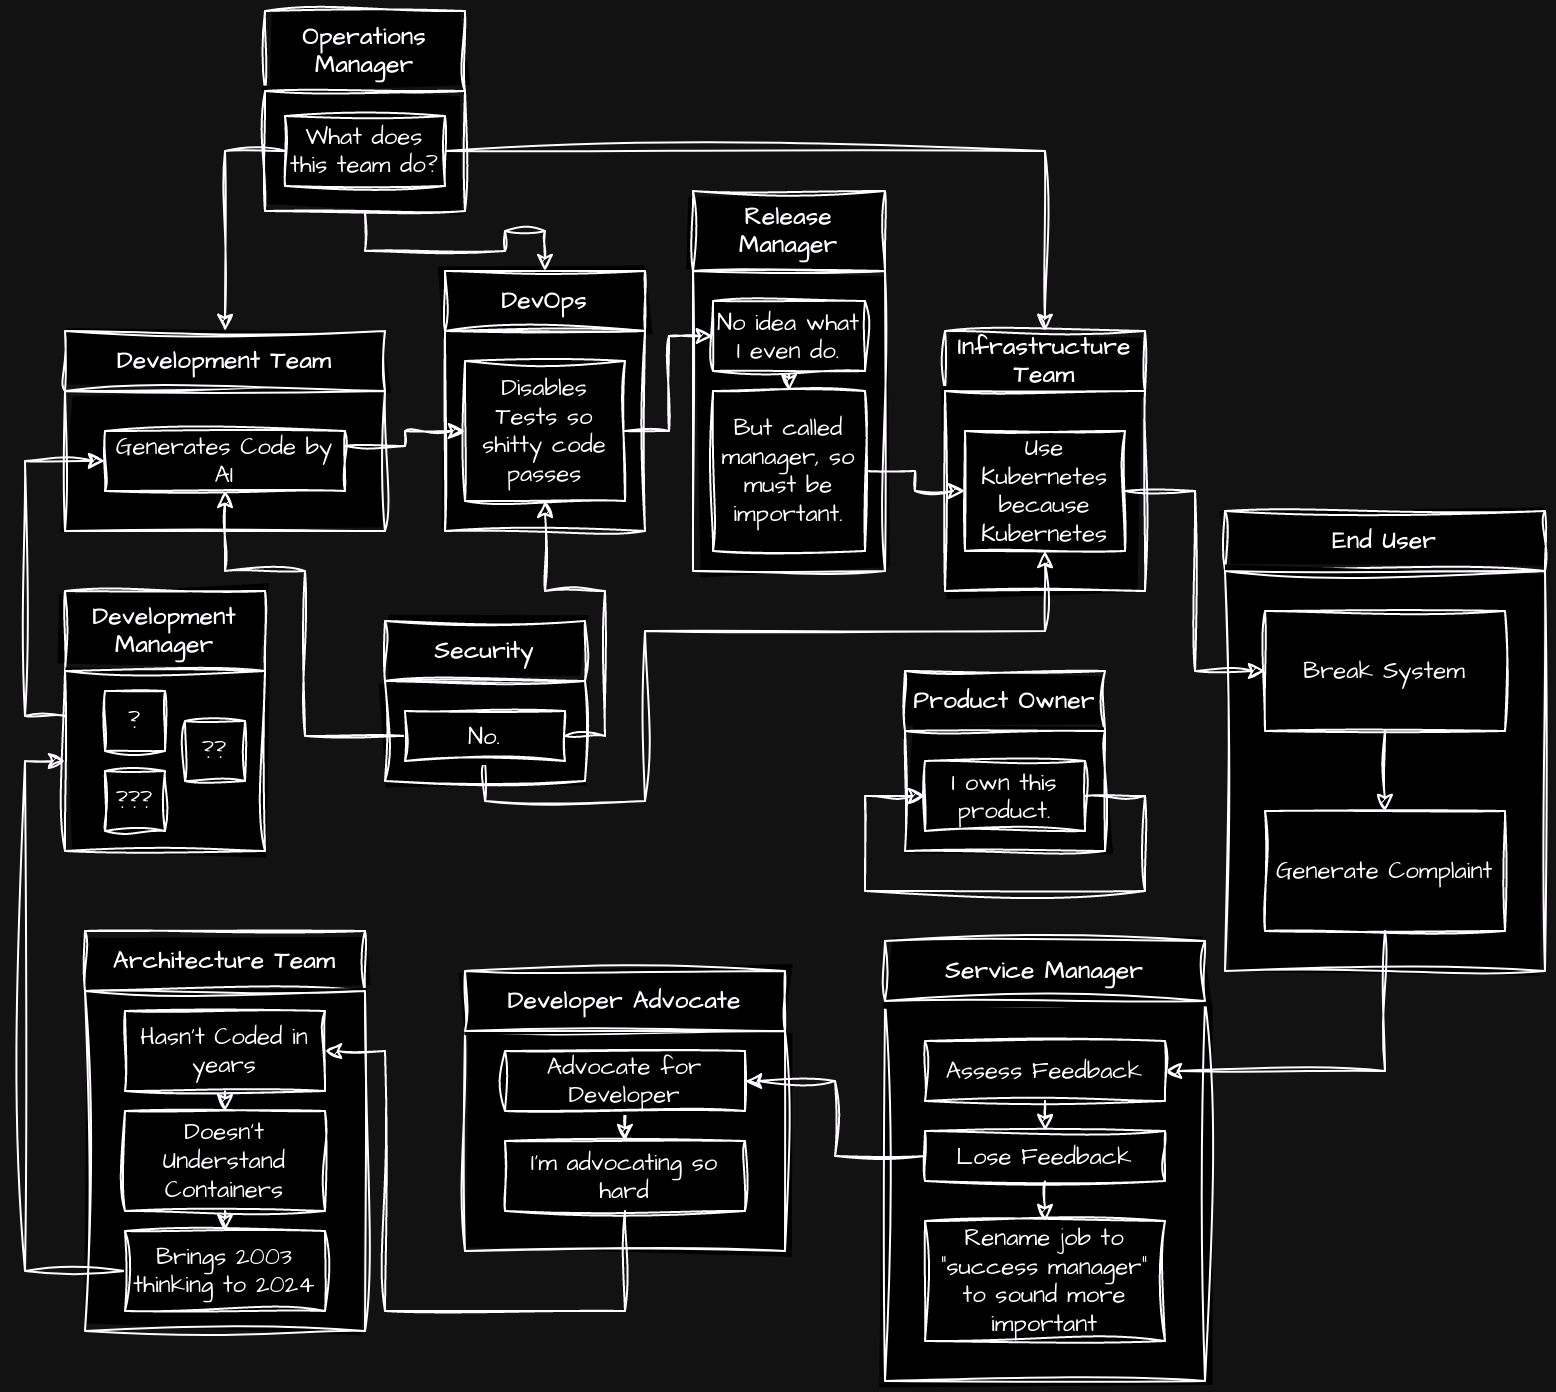 Operations
Manager
What does
this team do?
Release
Manager
No idea what
I even do.
But called
manager, so
must be
important.
DevOps
Disables
Tests so
shitty code
passes
Development Team
Generates Code by
AI
Infrastructure
Team
Use
Kubernetes
because
Kubernetes
End User
Break System
Generate Complaint
Development
Manager
?
??
???
Security
No.
Product Owner
I own this
product.
Architecture Team
Hasn't Coded in
years
Doesn't
Understand
Containers
Brings 2003
thinking to 2024
Developer Advocate
Advocate for
Developer
I'm advocating so
hard
Service Manager
Assess Feedback
Lose Feedback
Rename job to
"success manager"
to sound more
important